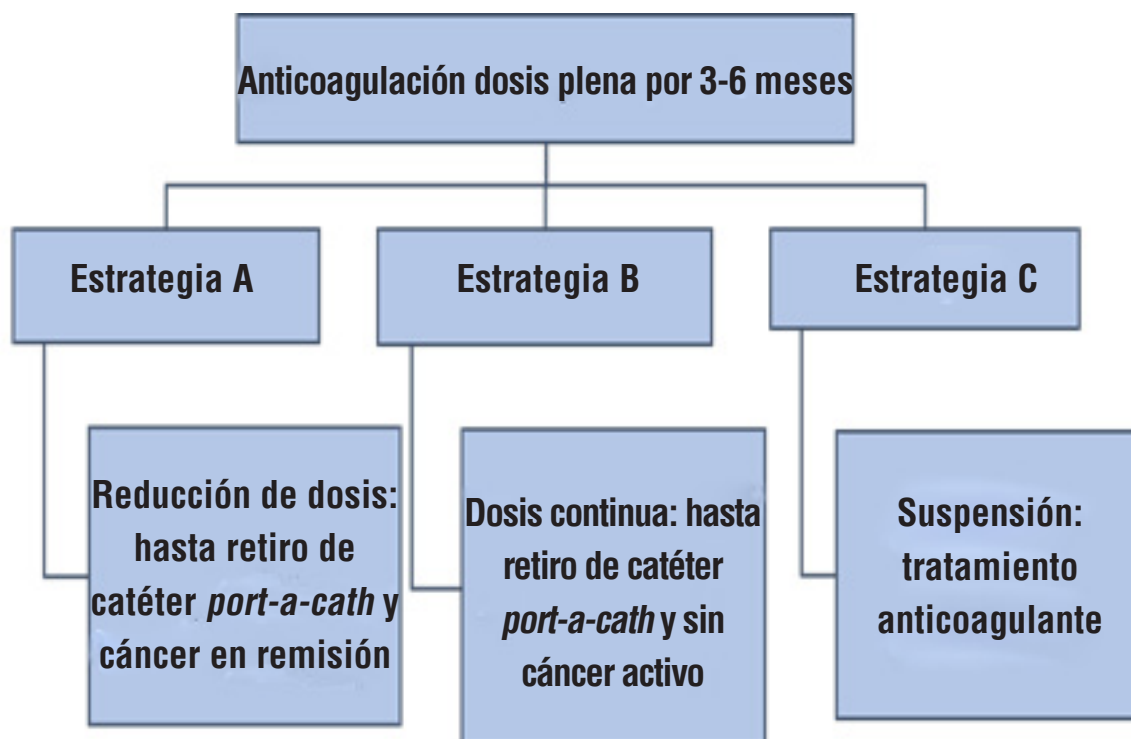 Anticoagulación dosis plena por 3-6 meses
Estrategia A
Estrategia B
Estrategia C
Reducción de dosis:
hasta retiro de
catéter port-a-cath y
cáncer en remisión
Dosis continua: hasta
retiro de catéter
port-a-cath y sin
cáncer activo
Suspensión:
tratamiento
anticoagulante